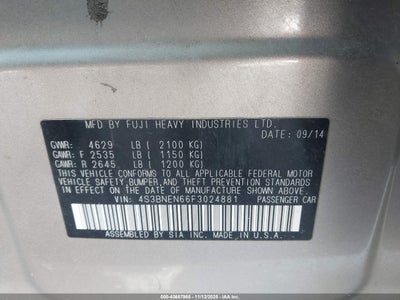 MFD BY FUJI HEAVY INDUSTRIES LTD.
DATE: 09/14
GVWR: 4629 LB ( 2100 KG)
GAWR: F 2535 LB ( 1150 KG)
GAWR: R 2645 LB ( 1200 KG)
THIS VEHICLE CONFORMS TO ALL APPLICABLE FEDERAL MOTOR
VEHICLE SAFETY, BUMPER, AND THEFT PREVENTION STANDARDS
IN EFFECT ON THE DATE OF MANUFACTURE SHOWN ABOVE.
VIN: 4S3BNEN66F3024881 PASSENGER CAR
ASSEMBLED BY SIA INC. MADE IN U.S.A.